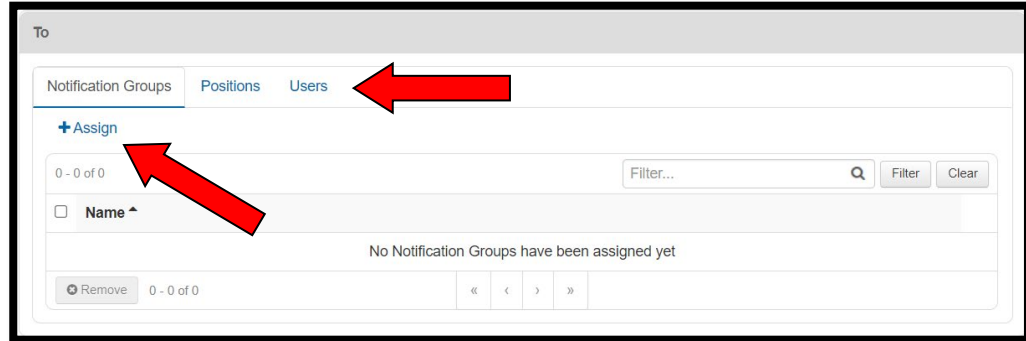 To
Notification Groups Positions Users
+Assign
0 - 0 of 0 Filter... Filter Clear
Name
No Notification Groups have been assigned yet
Remove 0 - 0 of 0 « ‹ › »